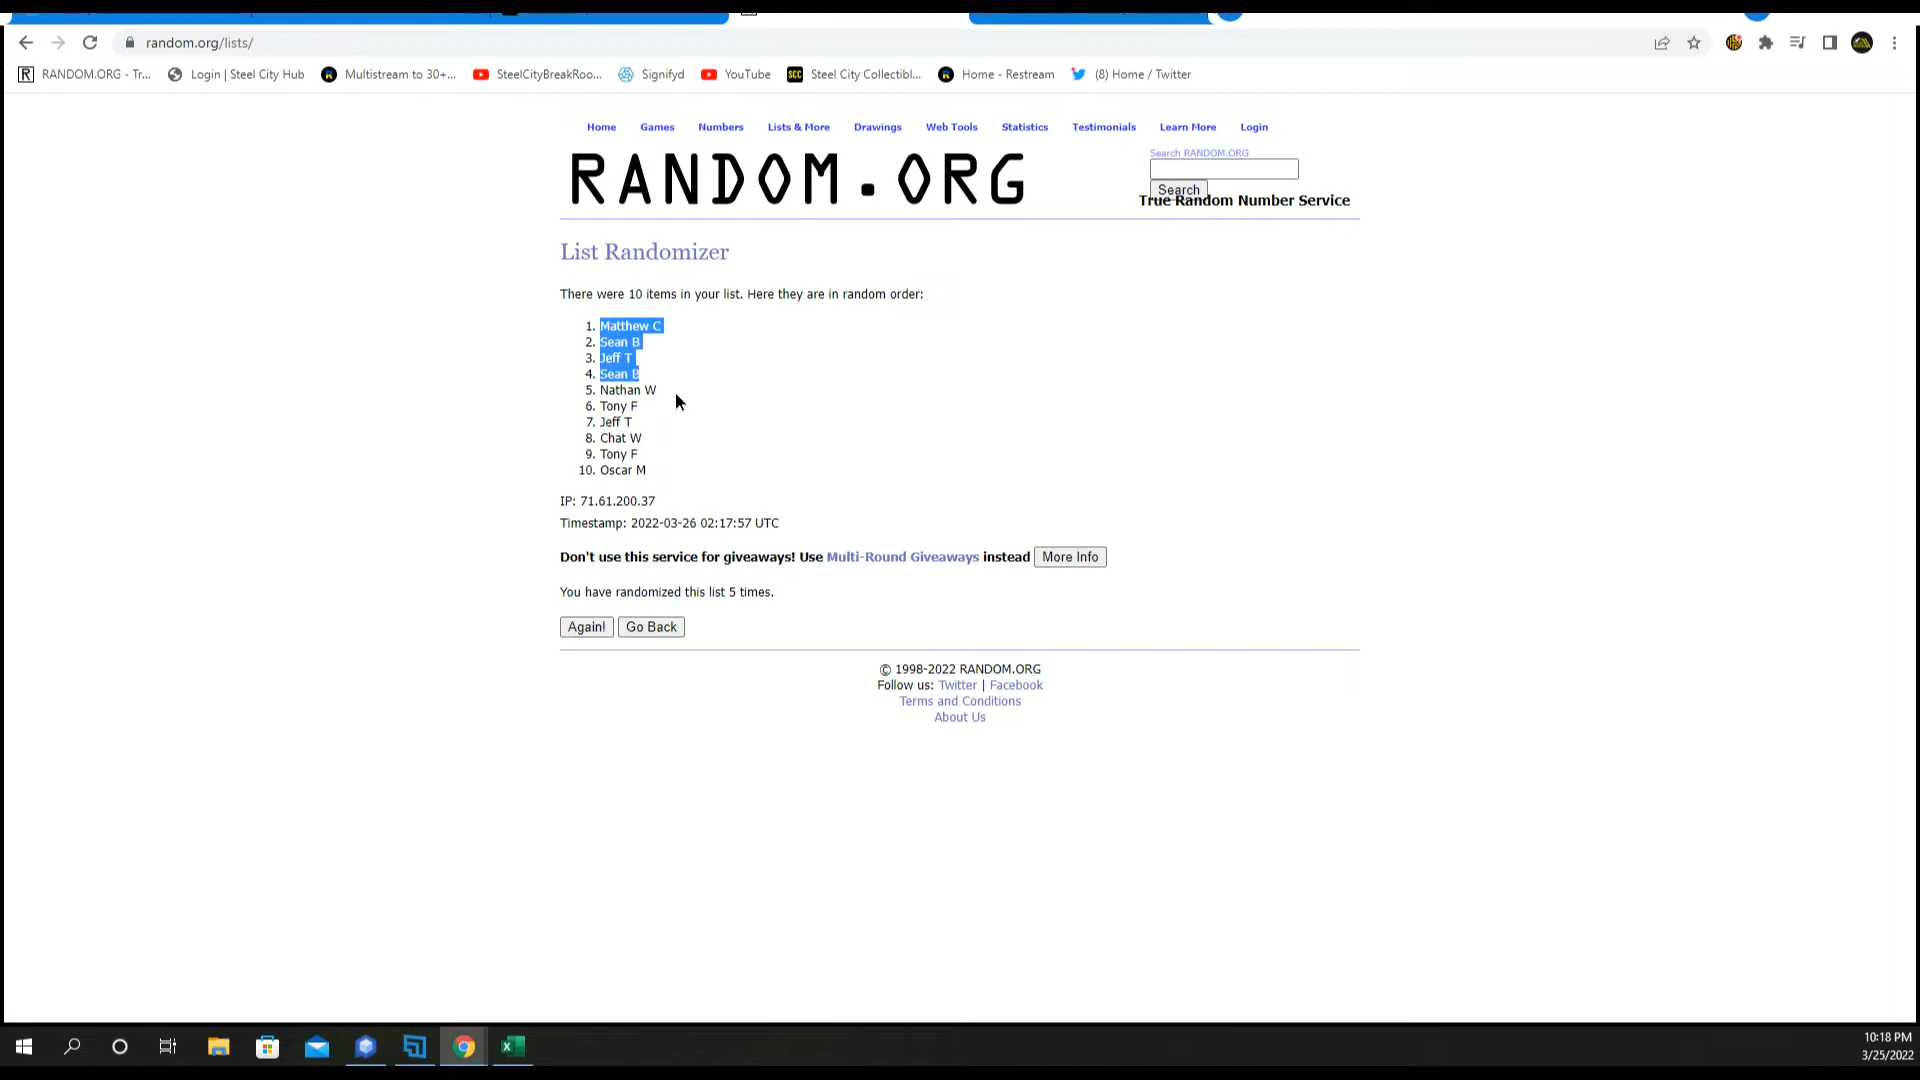 random.org/lists/
RANDOM.ORG - Tr...
Login | Steel City Hub
Multistream to 30+...
SteelCityBreakRoo...
Signifyd
YouTube
SCC
Steel City Collectibl...
Home - Restream
(8) Home / Twitter
Home Games Numbers Lists & More Drawings Web Tools Statistics Testimonials Learn More Login
RANDOM.ORG
Search RANDOM.ORG
Search
True Random Number Service
List Randomizer
There were 10 items in your list. Here they are in random order:
1. Matthew C
2. Sean B
3. Jeff T
4. Sean B
5. Nathan W
6. Tony F
7. Jeff T
8. Chat W
9. Tony F
10. Oscar M
IP: 71.61.200.37
Timestamp: 2022-03-26 02:17:57 UTC
Don't use this service for giveaways! Use Multi-Round Giveaways instead More Info
You have randomized this list 5 times.
Again! Go Back
© 1998-2022 RANDOM.ORG
Follow us: Twitter | Facebook
Terms and Conditions
About Us
10:18 PM
3/25/2022